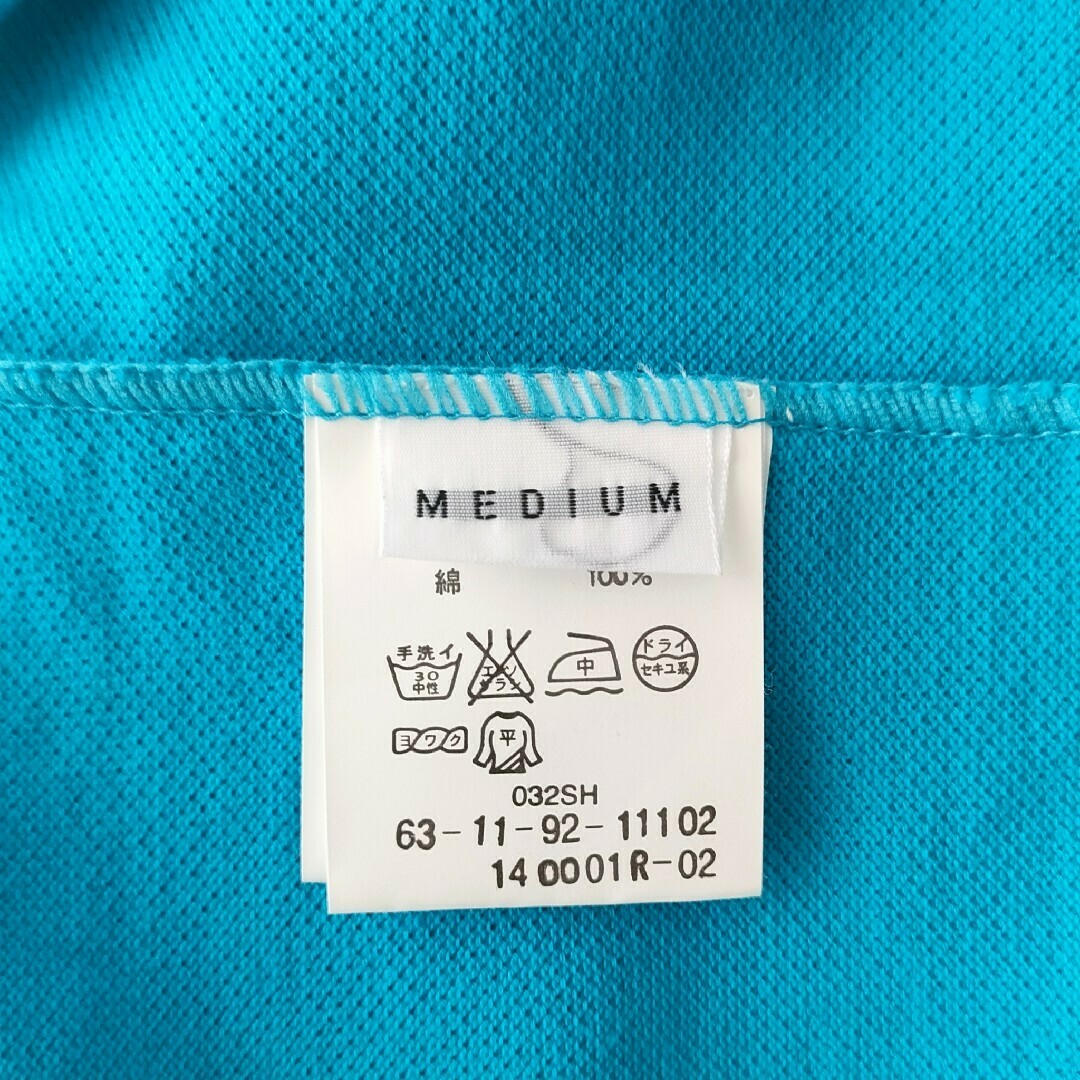 MEDIUM
綿 100%
手洗イ 30 中性 エンソ サラシ 中 ドライ セキユ系
ヨワク 平
032SH
63-11-92-11102
140001R-02